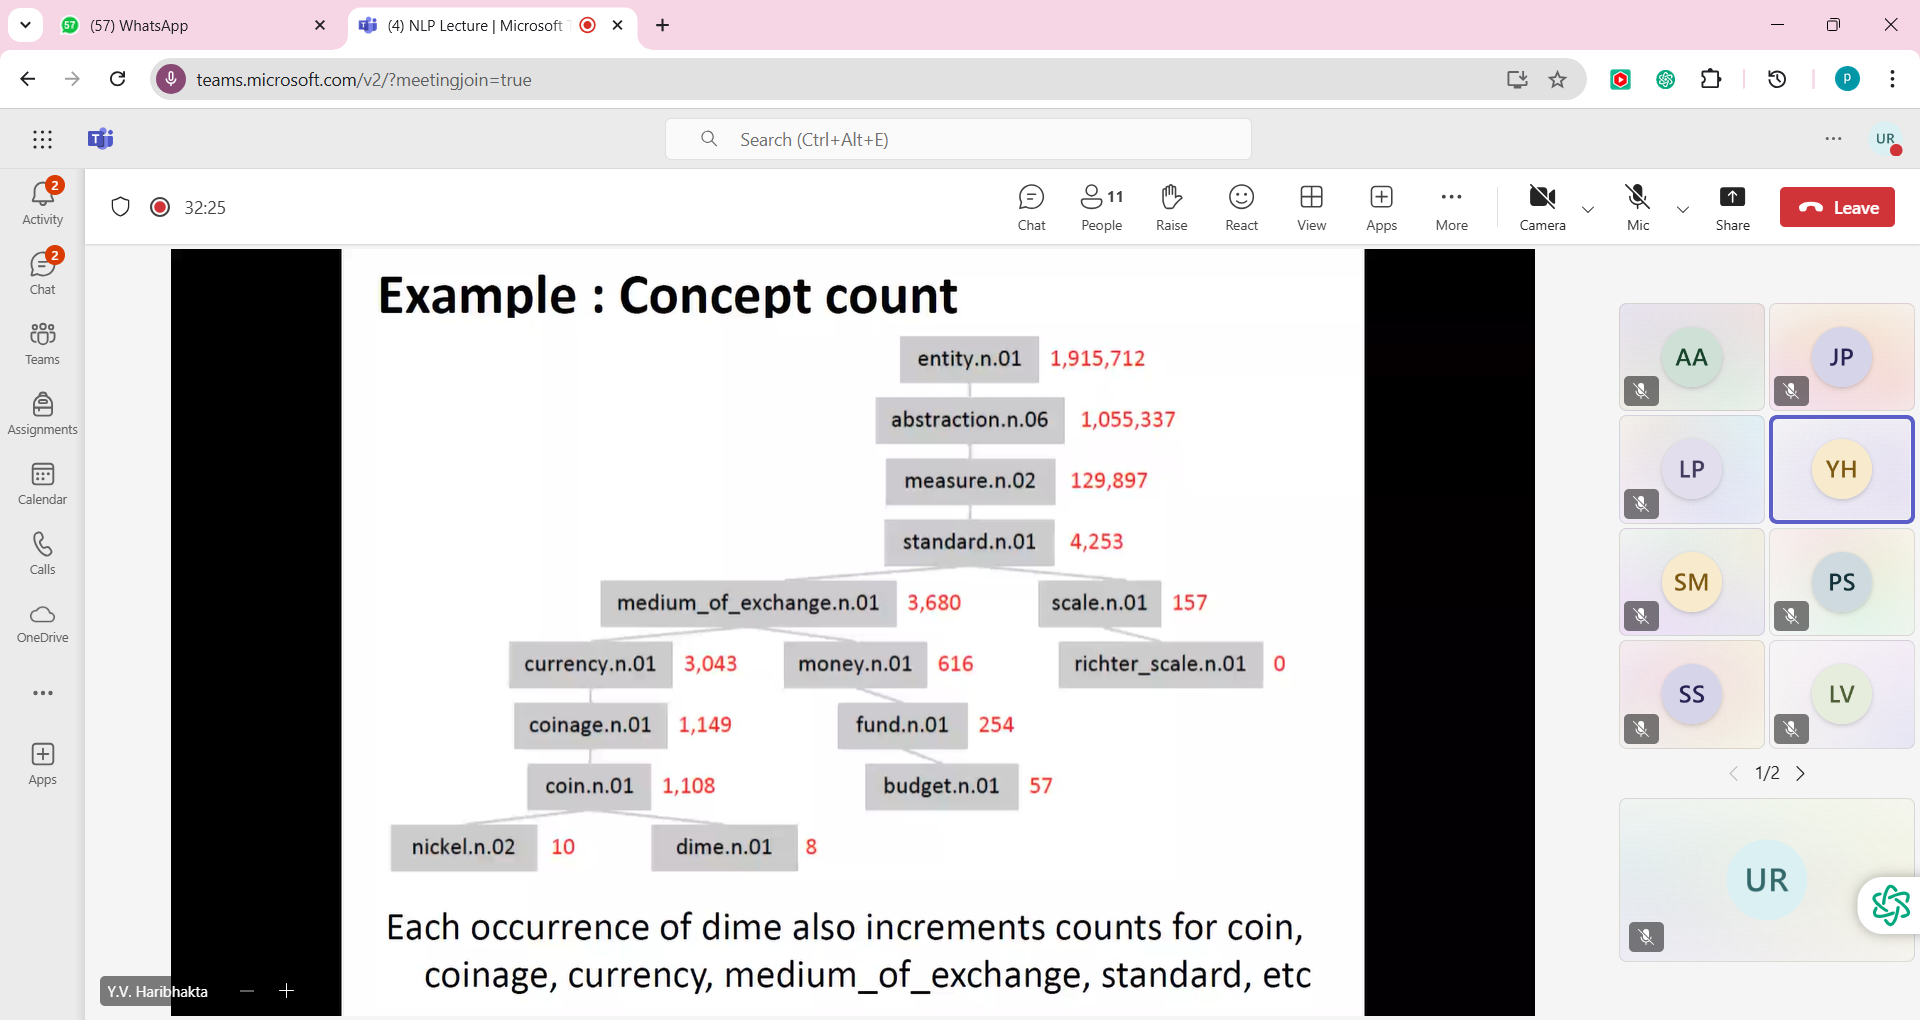 57
(57) WhatsApp
(4) NLP Lecture | Microsoft
teams.microsoft.com/v2/?meetingjoin=true
P
Search (Ctrl+Alt+E)
UR
2
Activity
2
Chat
Teams
Assignments
Calendar
Calls
OneDrive
Apps
32:25
Chat
11
People
Raise
React
View
Apps
More
Camera
Mic
Share
Leave
Example : Concept count
entity.n.01 1,915,712
abstraction.n.06 1,055,337
measure.n.02 129,897
standard.n.01 4,253
medium_of_exchange.n.01 3,680 scale.n.01 157
currency.n.01 3,043 money.n.01 616 richter_scale.n.01 0
coinage.n.01 1,149 fund.n.01 254
coin.n.01 1,108 budget.n.01 57
nickel.n.02 10 dime.n.01 8
Each occurrence of dime also increments counts for coin,
coinage, currency, medium_of_exchange, standard, etc
Y.V. Haribhakta
AA JP
LP YH
SM PS
SS LV
1/2
UR